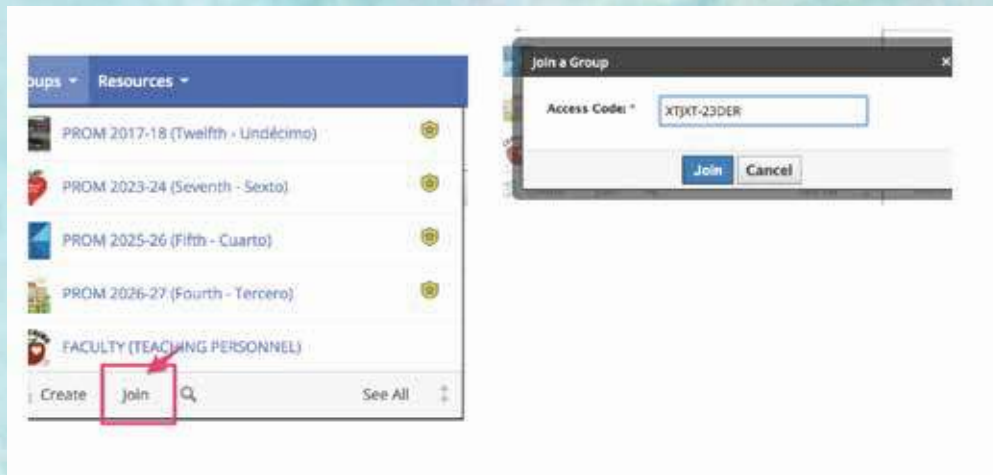 oups Resources
PROM 2017-18 (Twelfth - Undécimo)
PROM 2023-24 (Seventh - Sexto)
PROM 2025-26 (Fifth - Cuarto)
PROM 2026-27 (Fourth - Tercero)
FACULTY (TEACHING PERSONNEL)
Create Join See All
Join a Group ×
Access Code: * XTJXT-23DER
Join Cancel